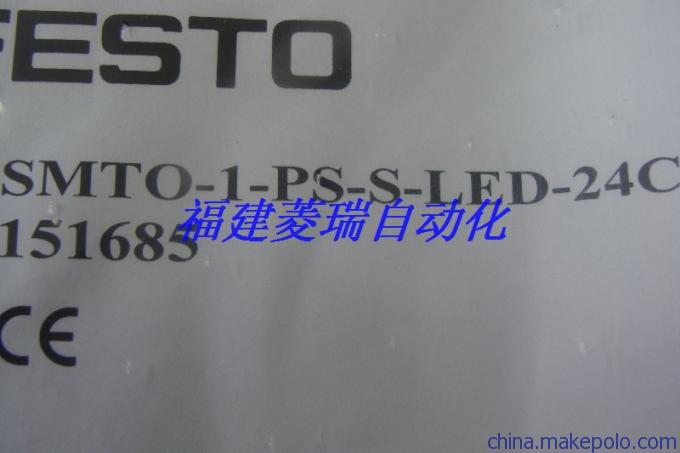 FESTO
SMTO-1-PS-S-LED-24C
福建菱瑞自动化
151685
CE
china.makepolo.com